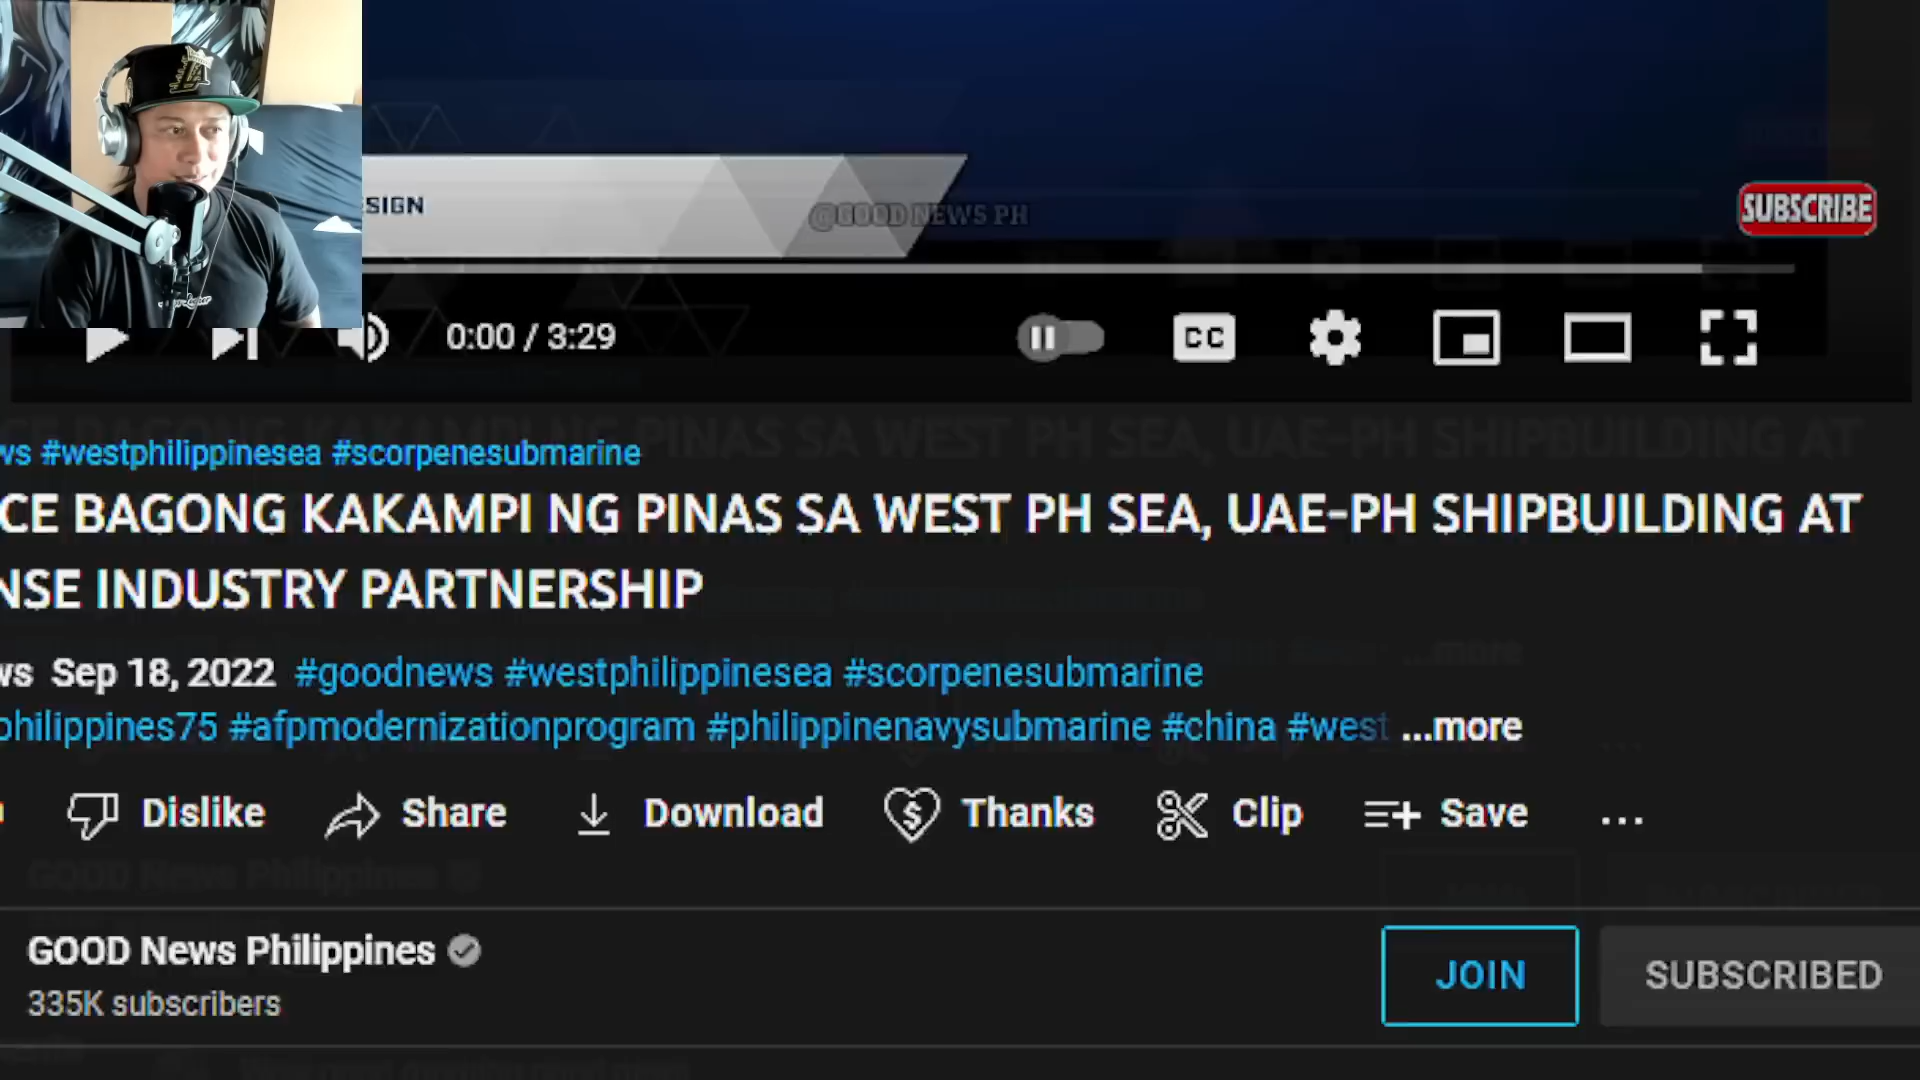 SIGN
@GOOD NEWS PH
SUBSCRIBE
0:00 / 3:29
CC
ws #westphilippinesea #scorpenesubmarine
CE BAGONG KAKAMPI NG PINAS SA WEST PH SEA, UAE-PH SHIPBUILDING AT
NSE INDUSTRY PARTNERSHIP
ws Sep 18, 2022 #goodnews #westphilippinesea #scorpenesubmarine
philippines75 #afpmodernizationprogram #philippinenavysubmarine #china #west ...more
Dislike Share Download Thanks Clip Save ...
GOOD News Philippines
335K subscribers
JOIN
SUBSCRIBED